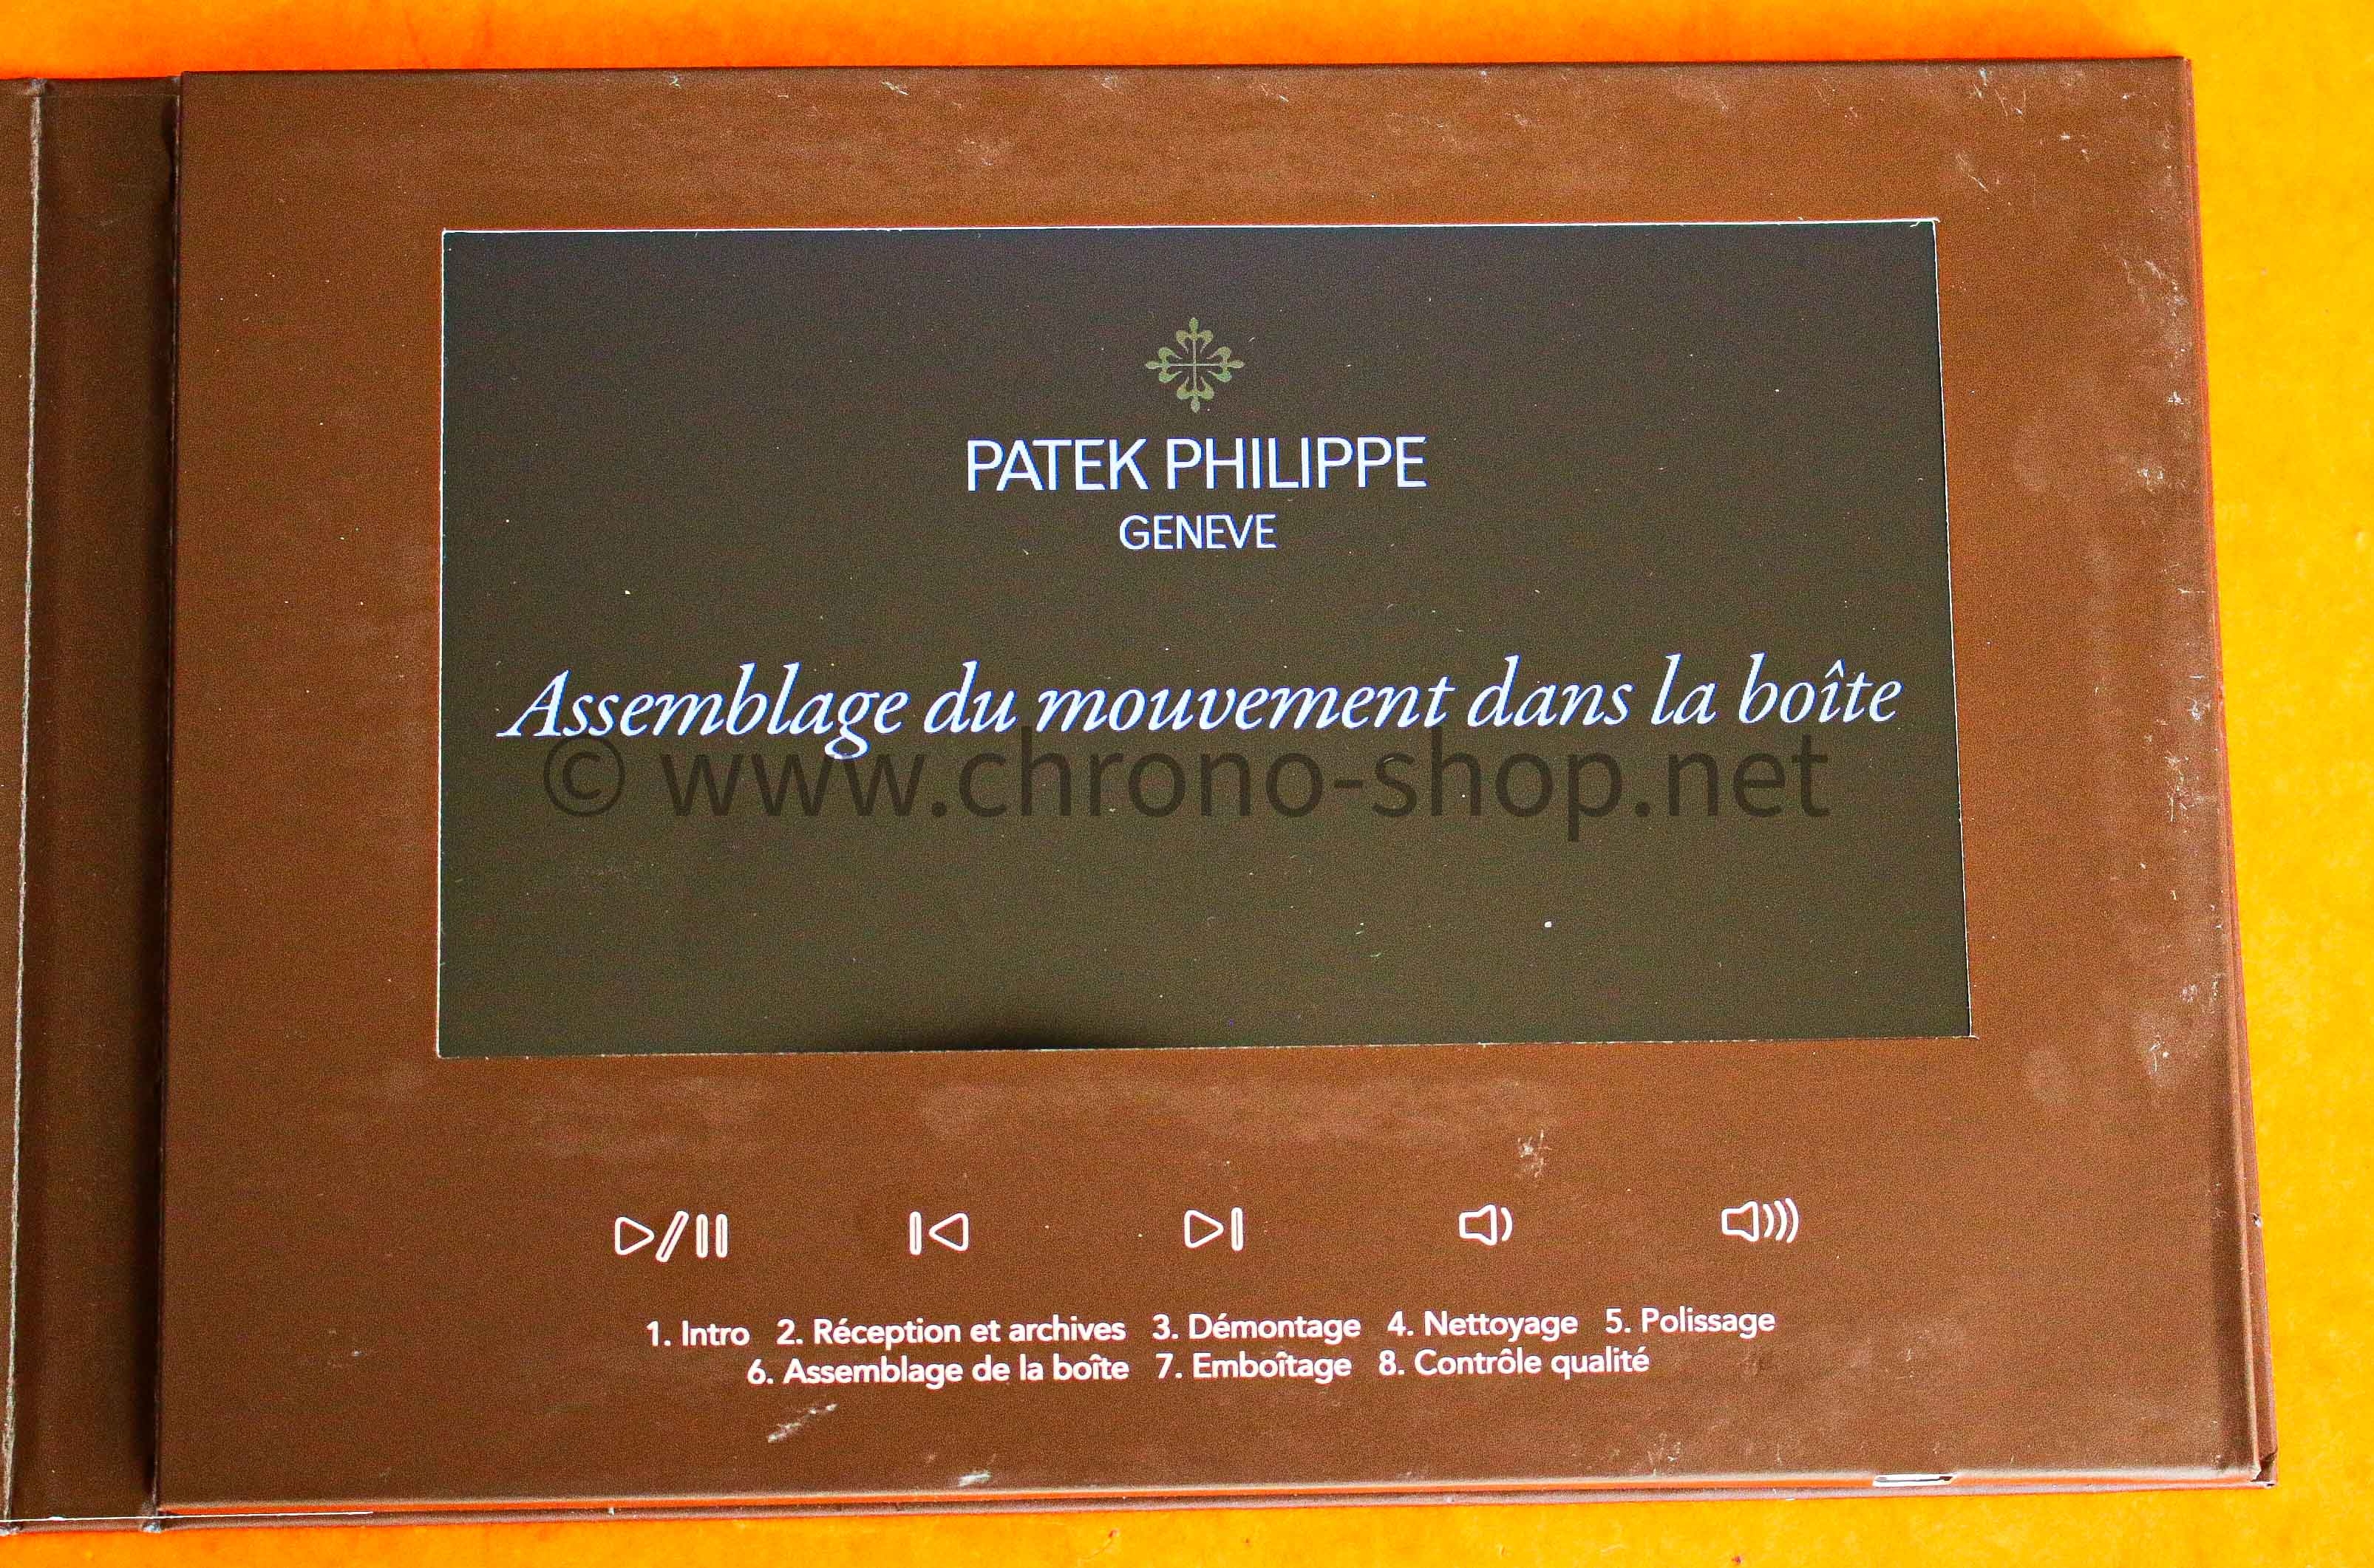 PATEK PHILIPPE
GENEVE
Assemblage du mouvement dans la boîte
© www.chrono-shop.net
1. Intro 2. Réception et archives 3. Démontage 4. Nettoyage 5. Polissage
6. Assemblage de la boîte 7. Emboîtage 8. Contrôle qualité